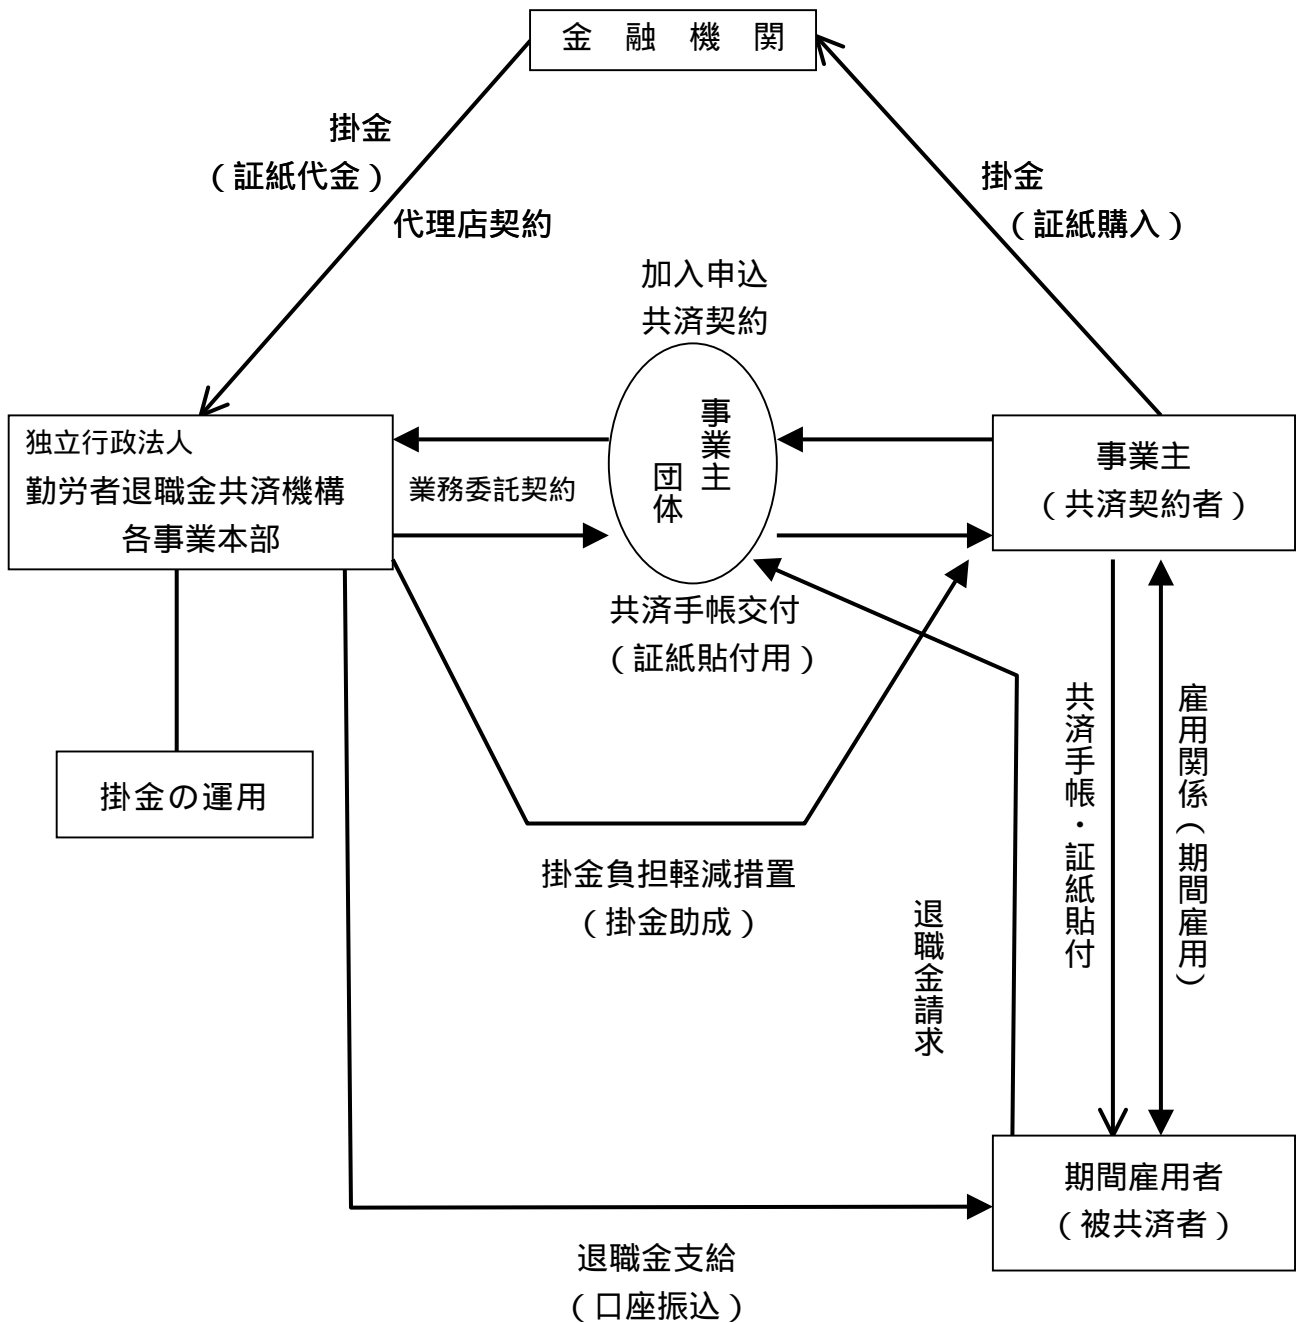 金融機関
掛金
（証紙代金）
代理店契約
掛金
（証紙購入）
加入申込
共済契約
事業主
団体
独立行政法人
勤労者退職金共済機構
各事業本部
業務委託契約
事業主
（共済契約者）
共済手帳交付
（証紙貼付用）
掛金の運用
掛金負担軽減措置
（掛金助成）
退職金請求
共済手帳・証紙貼付
雇用関係（期間雇用）
期間雇用者
（被共済者）
退職金支給
（口座振込）